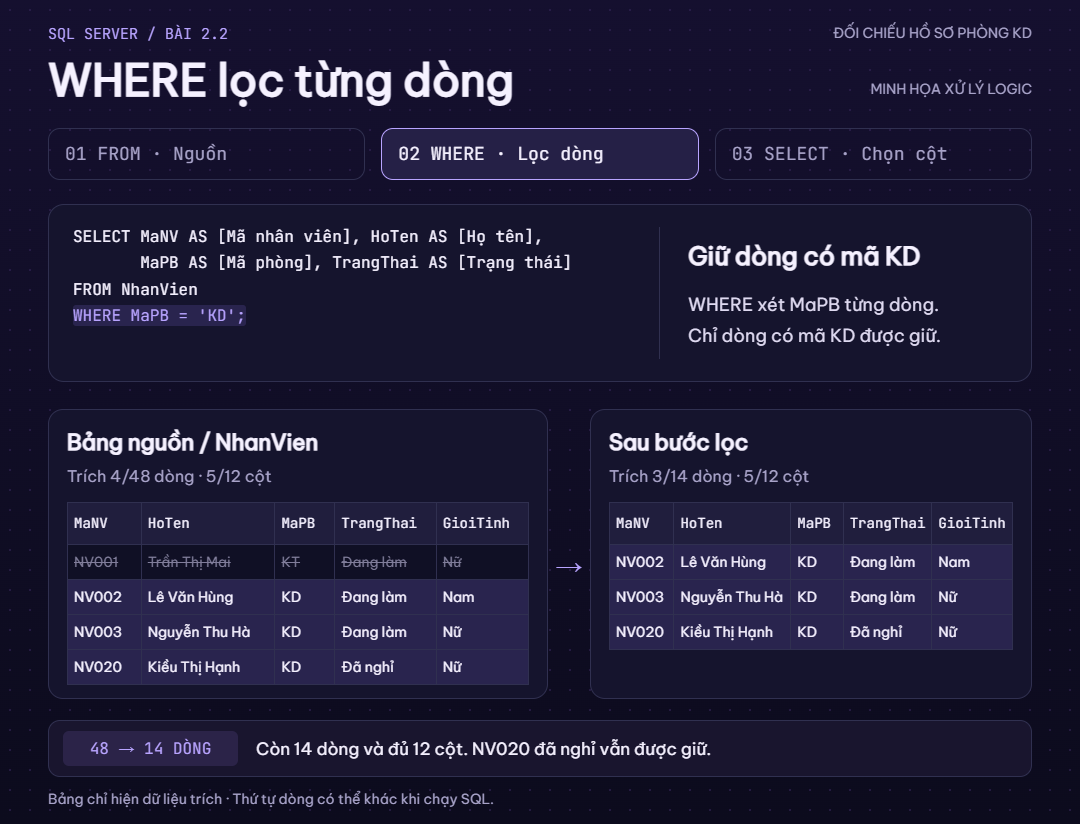 SQL SERVER / BÀI 2.2
ĐỐI CHIẾU HỒ SƠ PHÒNG KD
WHERE lọc từng dòng
MINH HỌA XỬ LÝ LOGIC
01 FROM · Nguồn
02 WHERE · Lọc dòng
03 SELECT · Chọn cột
SELECT MaNV AS [Mã nhân viên], HoTen AS [Họ tên],
MaPB AS [Mã phòng], TrangThai AS [Trạng thái]
FROM NhanVien
WHERE MaPB = 'KD';
Giữ dòng có mã KD
WHERE xét MaPB từng dòng.
Chỉ dòng có mã KD được giữ.
Bảng nguồn / NhanVien
Trích 4/48 dòng · 5/12 cột
MaNV HoTen MaPB TrangThai GioiTinh
NV001 Trần Thị Mai KT Đang làm Nữ
NV002 Lê Văn Hùng KD Đang làm Nam
NV003 Nguyễn Thu Hà KD Đang làm Nữ
NV020 Kiều Thị Hạnh KD Đã nghỉ Nữ
→
Sau bước lọc
Trích 3/14 dòng · 5/12 cột
MaNV HoTen MaPB TrangThai GioiTinh
NV002 Lê Văn Hùng KD Đang làm Nam
NV003 Nguyễn Thu Hà KD Đang làm Nữ
NV020 Kiều Thị Hạnh KD Đã nghỉ Nữ
48 → 14 DÒNG
Còn 14 dòng và đủ 12 cột. NV020 đã nghỉ vẫn được giữ.
Bảng chỉ hiện dữ liệu trích · Thứ tự dòng có thể khác khi chạy SQL.